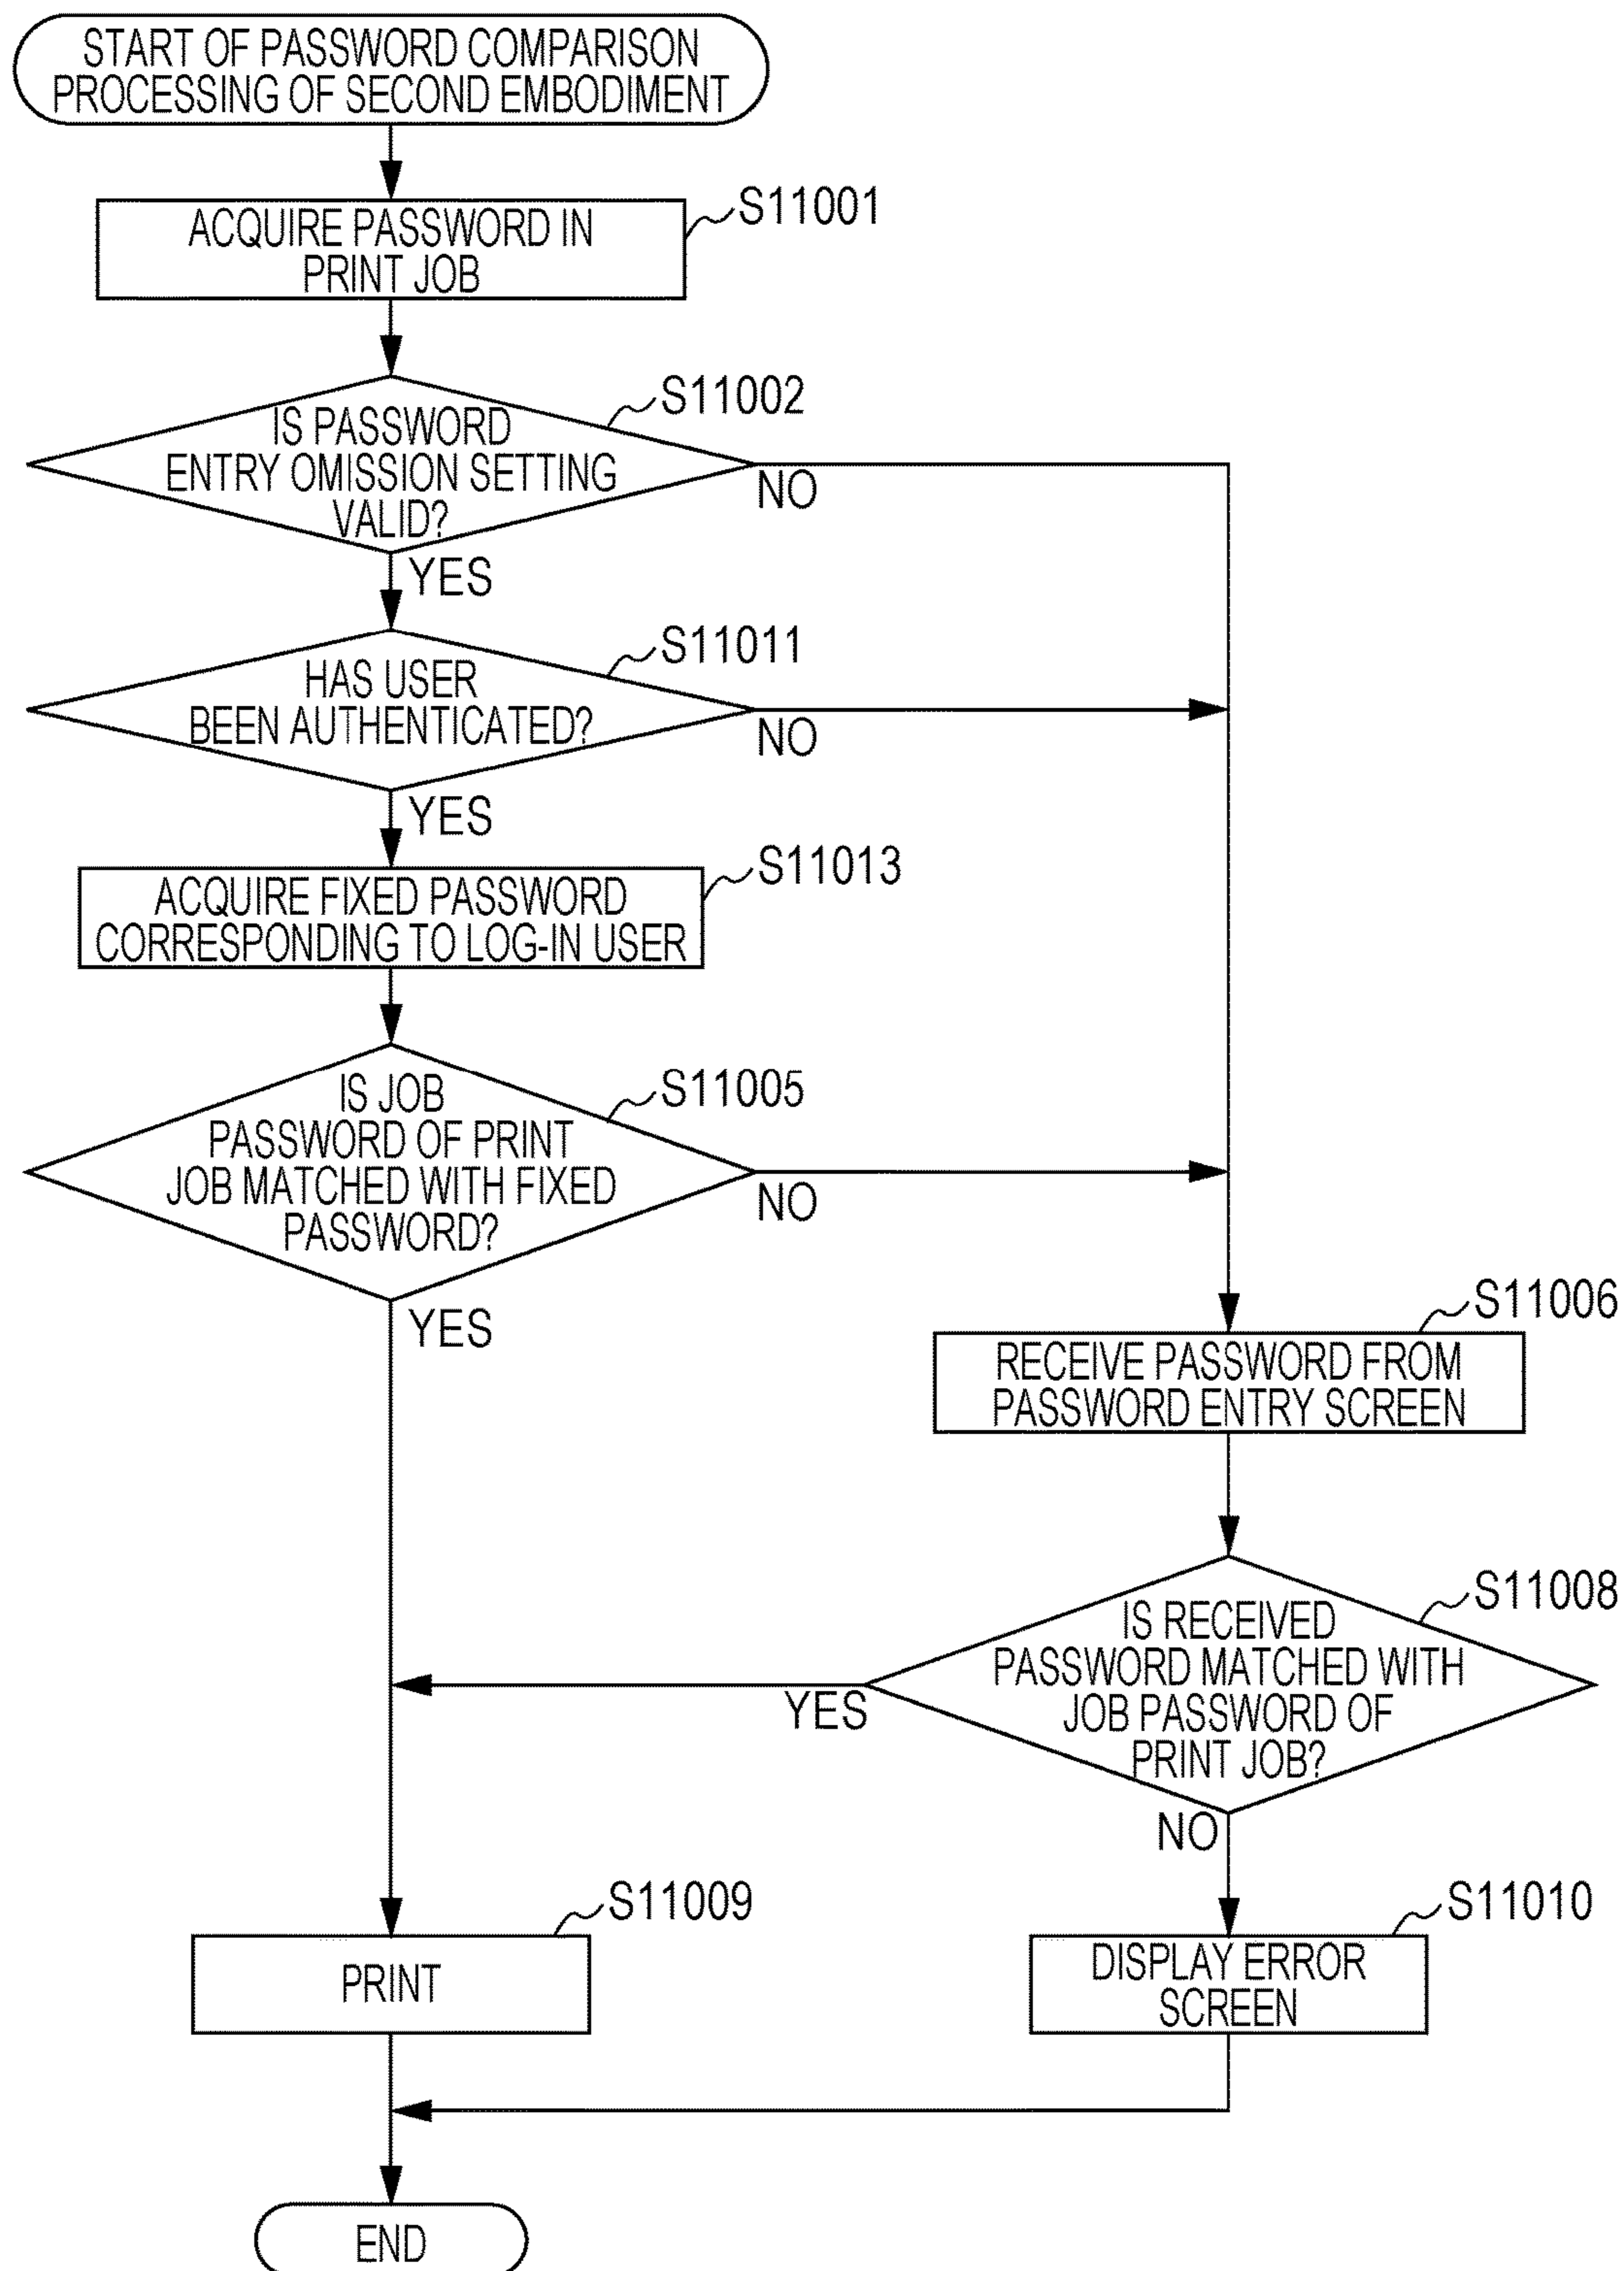 START OF PASSWORD COMPARISON
PROCESSING OF SECOND EMBODIMENT
S11001
ACQUIRE PASSWORD IN
PRINT JOB
S11002
IS PASSWORD
ENTRY OMISSION SETTING
VALID?
NO
YES
S11011
HAS USER
BEEN AUTHENTICATED?
NO
YES
S11013
ACQUIRE FIXED PASSWORD
CORRESPONDING TO LOG-IN USER
S11005
IS JOB
PASSWORD OF PRINT
JOB MATCHED WITH FIXED
PASSWORD?
NO
YES
S11006
RECEIVE PASSWORD FROM
PASSWORD ENTRY SCREEN
S11008
IS RECEIVED
PASSWORD MATCHED WITH
JOB PASSWORD OF
PRINT JOB?
YES
NO
S11009
PRINT
S11010
DISPLAY ERROR
SCREEN
END